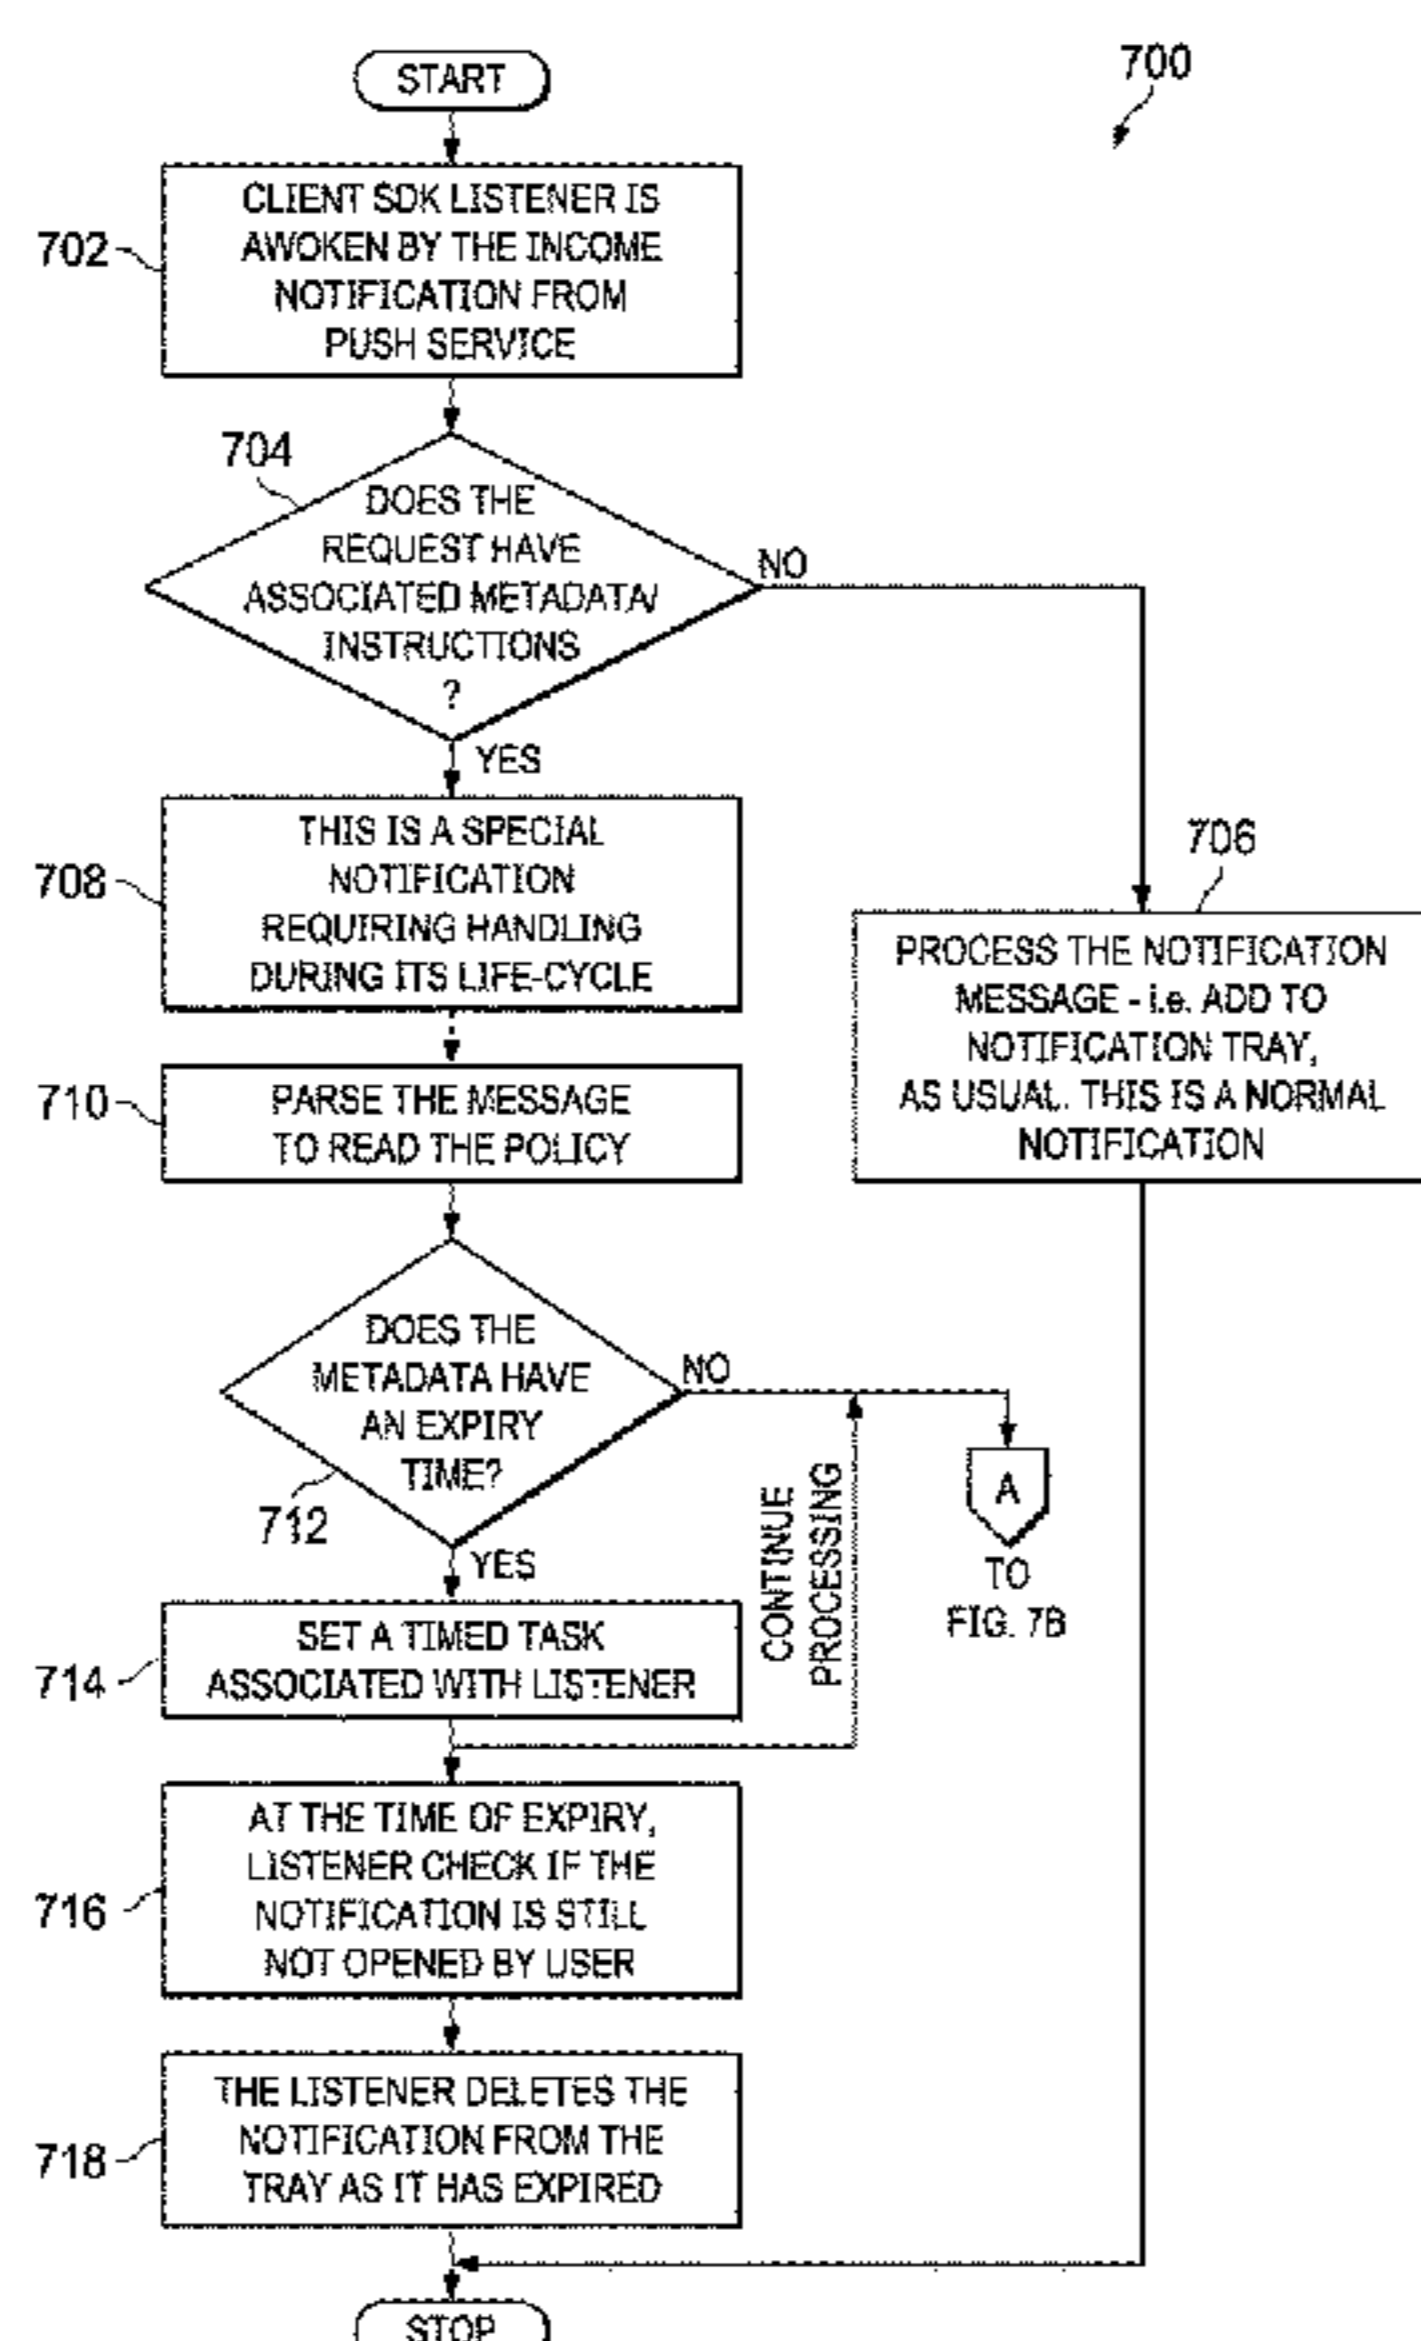 START
700
702
CLIENT SDK LISTENER IS
AWOKEN BY THE INCOME
NOTIFICATION FROM
PUSH SERVICE
704
DOES THE
REQUEST HAVE
ASSOCIATED METADATA/
INSTRUCTIONS
?
NO
YES
708
THIS IS A SPECIAL
NOTIFICATION
REQUIRING HANDLING
DURING ITS LIFE-CYCLE
706
PROCESS THE NOTIFICATION
MESSAGE - i.e. ADD TO
NOTIFICATION TRAY,
AS USUAL. THIS IS A NORMAL
NOTIFICATION
710
PARSE THE MESSAGE
TO READ THE POLICY
DOES THE
METADATA HAVE
AN EXPIRY
TIME?
712
NO
YES
CONTINUE
PROCESSING
A
TO
FIG. 7B
714
SET A TIMED TASK
ASSOCIATED WITH LISTENER
716
AT THE TIME OF EXPIRY,
LISTENER CHECK IF THE
NOTIFICATION IS STILL
NOT OPENED BY USER
718
THE LISTENER DELETES THE
NOTIFICATION FROM THE
TRAY AS IT HAS EXPIRED
STOP